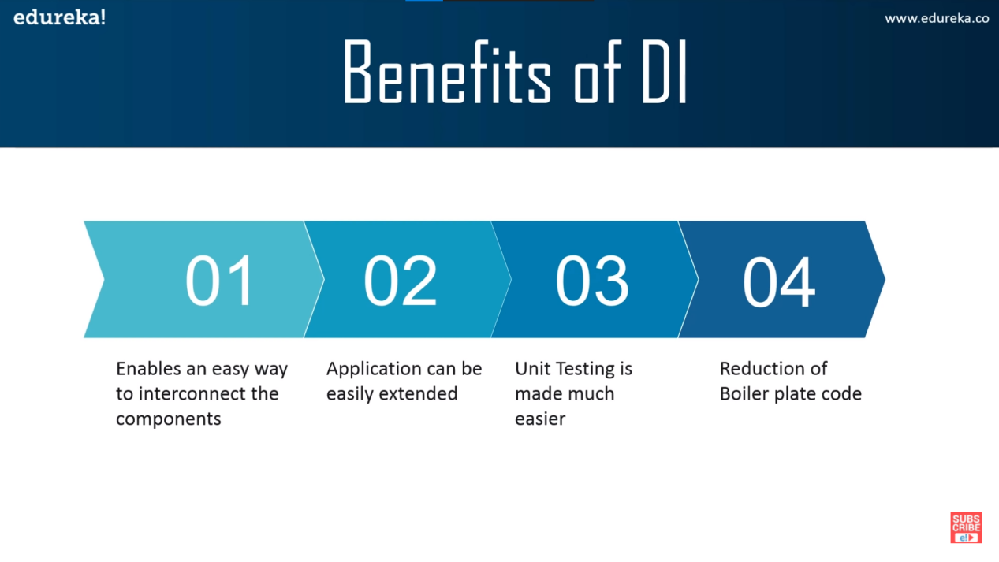 edureka!
www.edureka.co
Benefits of DI
01
02
03
04
Enables an easy way
to interconnect the
components
Application can be
easily extended
Unit Testing is
made much
easier
Reduction of
Boiler plate code
SUBS
CRIBE
e!